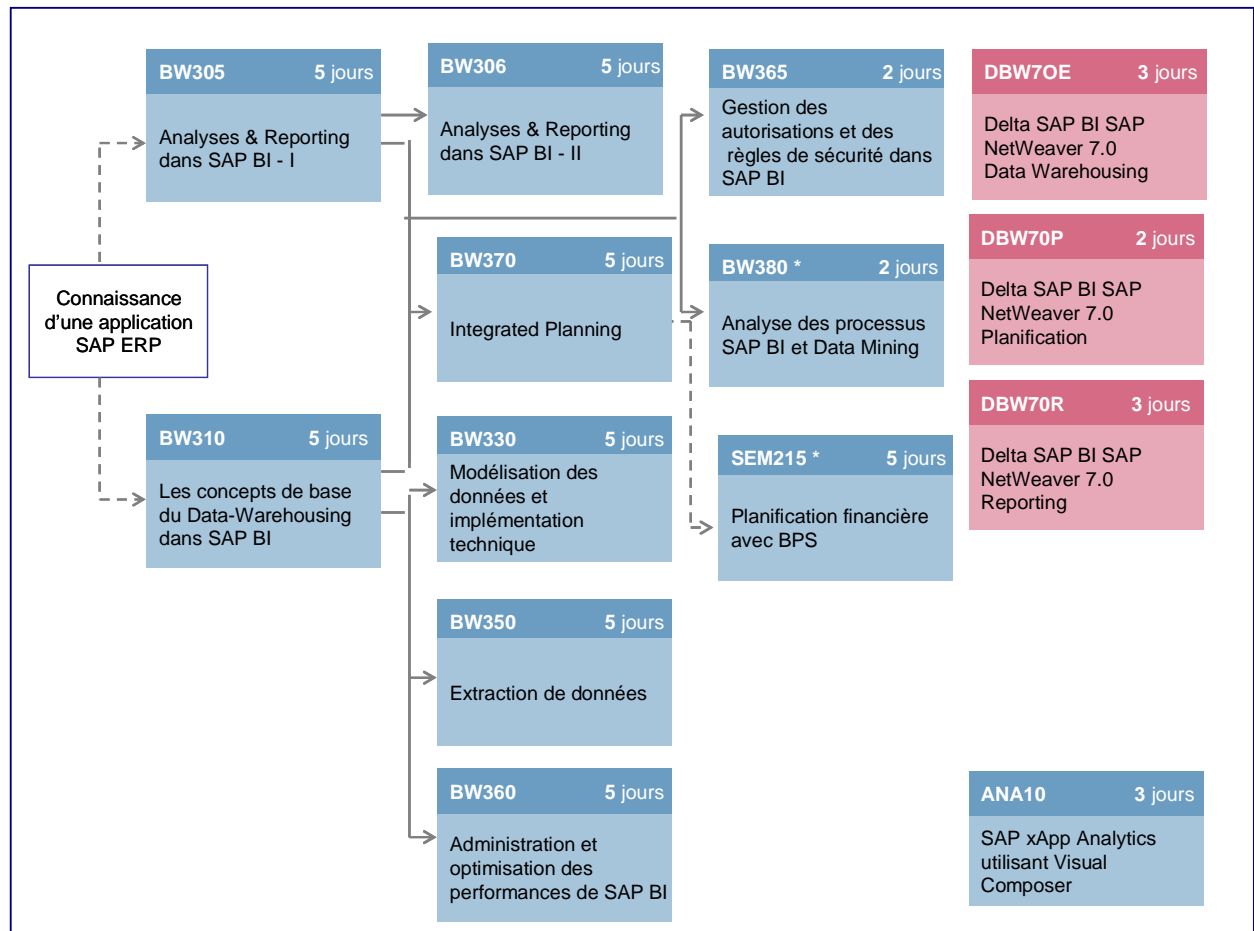 BW305 5 jours
Analyses & Reporting
dans SAP BI - I
BW306 5 jours
Analyses & Reporting
dans SAP BI - II
BW365 2 jours
Gestion des
autorisations et des
règles de sécurité dans
SAP BI
DBW7OE 3 jours
Delta SAP BI SAP
NetWeaver 7.0
Data Warehousing
Connaissance
d'une application
SAP ERP
BW370 5 jours
Integrated Planning
BW380 * 2 jours
Analyse des processus
SAP BI et Data Mining
DBW70P 2 jours
Delta SAP BI SAP
NetWeaver 7.0
Planification
BW310 5 jours
Les concepts de base
du Data-Warehousing
dans SAP BI
BW330 5 jours
Modélisation des
données et
implémentation
technique
SEM215 * 5 jours
Planification financière
avec BPS
DBW70R 3 jours
Delta SAP BI SAP
NetWeaver 7.0
Reporting
BW350 5 jours
Extraction de données
BW360 5 jours
Administration et
optimisation des
performances de SAP BI
ANA10 3 jours
SAP xApp Analytics
utilisant Visual
Composer